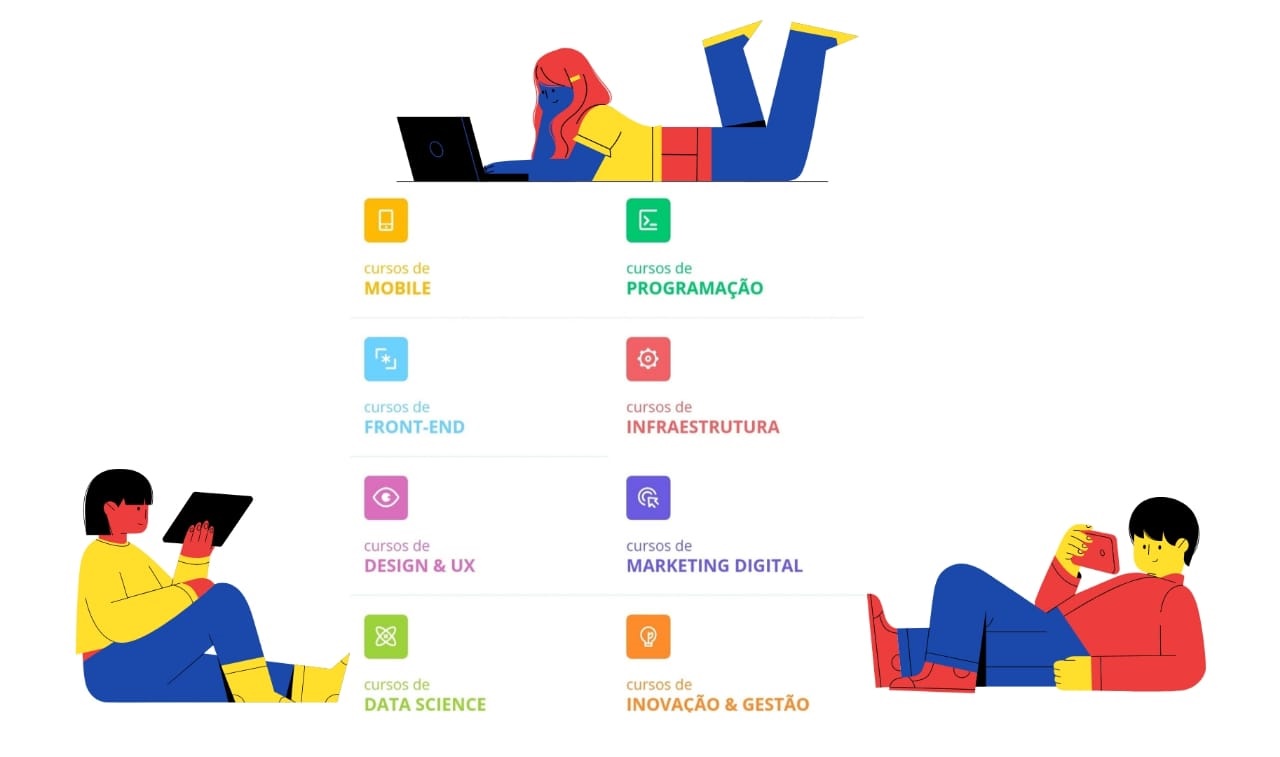 cursos de
MOBILE
cursos de
PROGRAMAÇÃO
cursos de
FRONT-END
cursos de
INFRAESTRUTURA
cursos de
DESIGN & UX
cursos de
MARKETING DIGITAL
cursos de
DATA SCIENCE
cursos de
INOVAÇÃO & GESTÃO